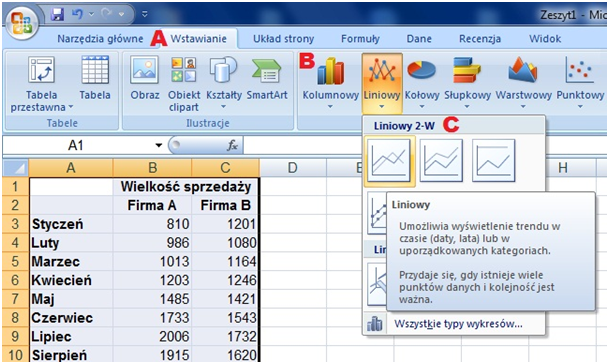 Zeszyt1 - Mic
Narzędzia główne A Wstawianie Układ strony Formuły Dane Recenzja Widok
B
Tabela przestawna Tabela Obraz Obiekt clipart Kształty SmartArt Kolumnowy Liniowy Kołowy Słupkowy Warstwowy Punktowy
Tabele Ilustracje
Liniowy 2-W C
A1 fx
A B C D E H
1 Wielkość sprzedaży
2 Firma A Firma B
3 Styczeń 810 1201
4 Luty 986 1080
5 Marzec 1013 1164
6 Kwiecień 1203 1246
7 Maj 1485 1421
8 Czerwiec 1733 1543
9 Lipiec 2006 1732
10 Sierpień 1915 1620
Liniowy
Umożliwia wyświetlenie trendu w
czasie (daty, lata) lub w
uporządkowanych kategoriach.
Przydaje się, gdy istnieje wiele
punktów danych i kolejność jest
ważna.
Lin
Wszystkie typy wykresów...